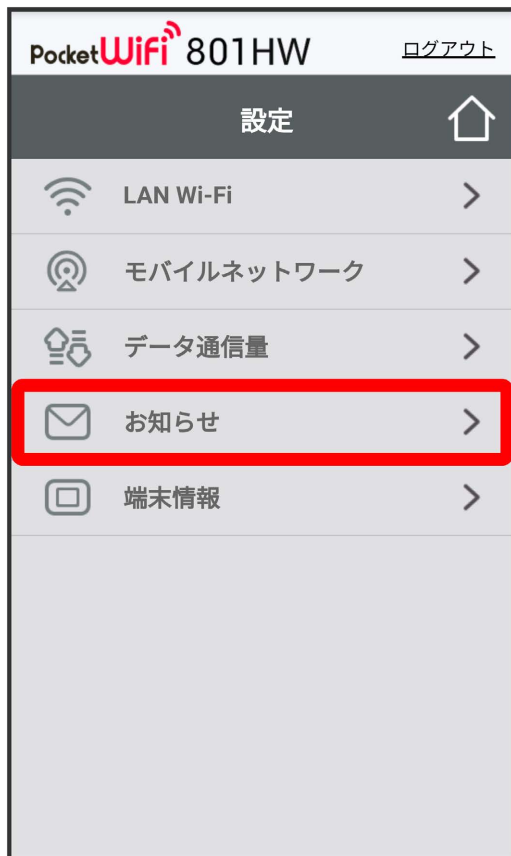 PocketWiFi 801HW
ログアウト
設定
LAN Wi-Fi
モバイルネットワーク
データ通信量
お知らせ
端末情報